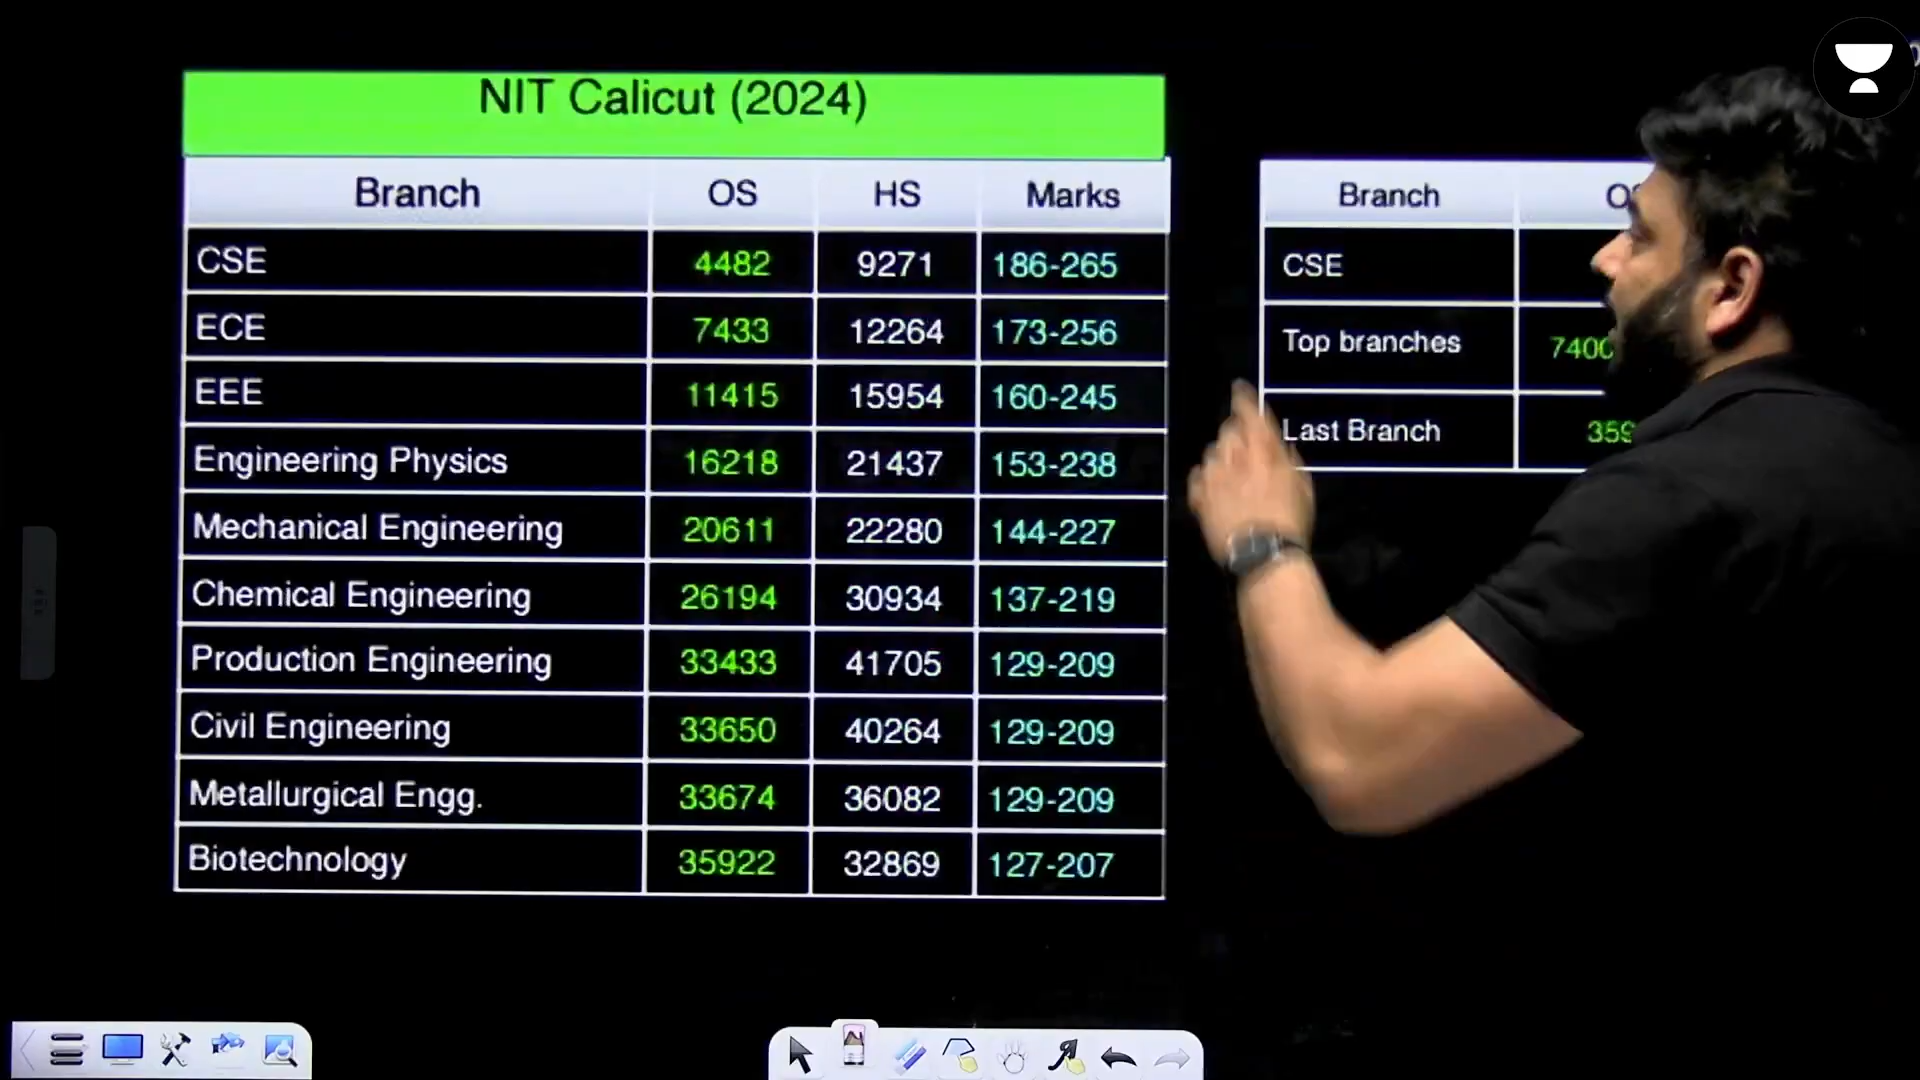 NIT Calicut (2024)
Branch OS HS Marks
CSE 4482 9271 186-265
ECE 7433 12264 173-256
EEE 11415 15954 160-245
Engineering Physics 16218 21437 153-238
Mechanical Engineering 20611 22280 144-227
Chemical Engineering 26194 30934 137-219
Production Engineering 33433 41705 129-209
Civil Engineering 33650 40264 129-209
Metallurgical Engg. 33674 36082 129-209
Biotechnology 35922 32869 127-207
Branch
CSE
Top branches
Last Branch